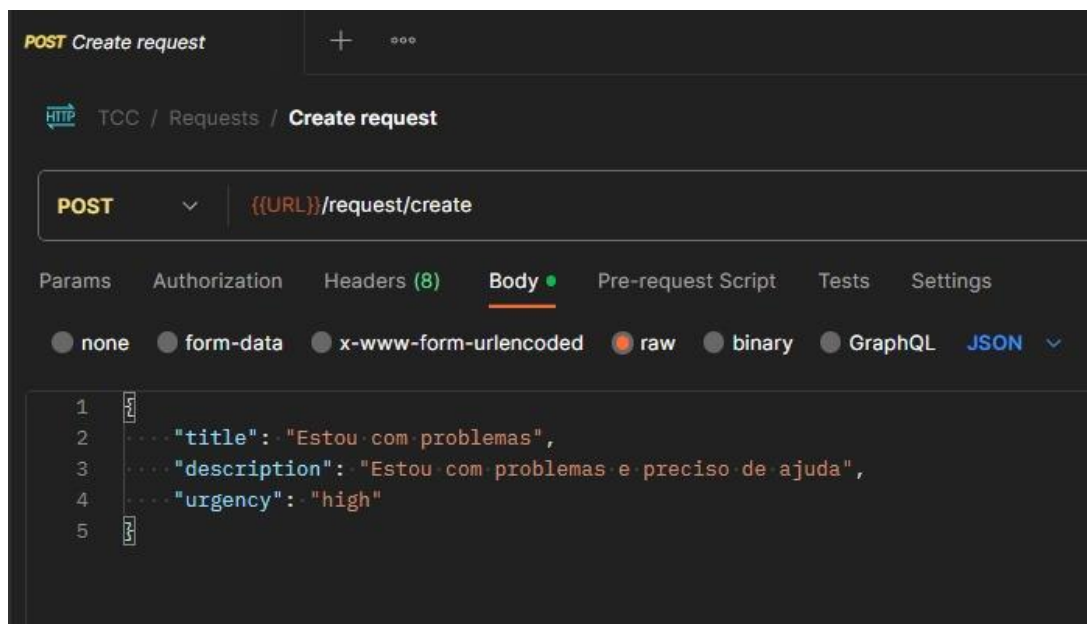 POST Create request
HTTP TCC / Requests / Create request
POST {{URL}}/request/create
Params Authorization Headers (8) Body Pre-request Script Tests Settings
none form-data x-www-form-urlencoded raw binary GraphQL JSON
1 {
2 "title": "Estou com problemas",
3 "description": "Estou com problemas e preciso de ajuda",
4 "urgency": "high"
5 }